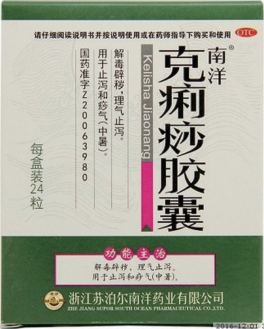 请仔细阅读说明书并按说明使用或在药师指导下购买和使用
OTC
南洋®
克痢痧胶囊
Kelisha Jiaonang
解毒辟秽，理气止泻。
用于止泻和痧气（中暑）。
国药准字Z20063980
每盒装24粒
功能主治
解毒辟秽，理气止泻。
用于止泻和痧气（中暑）。
浙江苏泊尔南洋药业有限公司
ZHE JIANG SUPOR SOUTH OCEAN PHARMACEUTICAL CO.,LTD.
2016-12-01